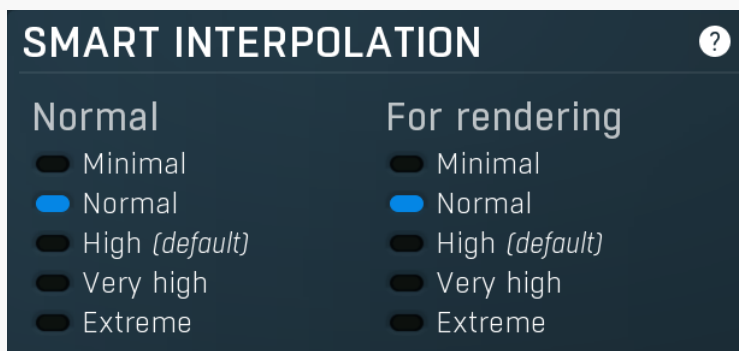 SMART INTERPOLATION ?
Normal
Minimal
Normal
High (default)
Very high
Extreme
For rendering
Minimal
Normal
High (default)
Very high
Extreme